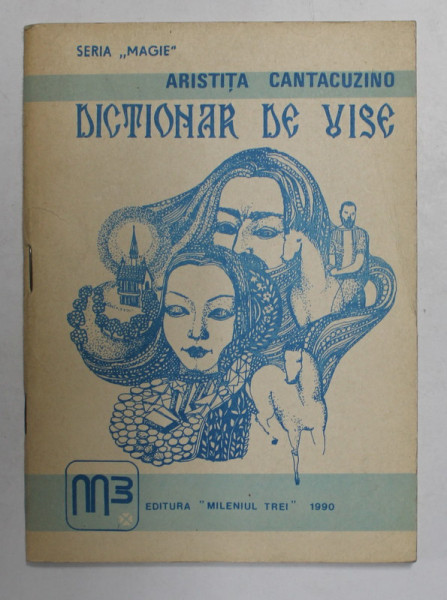 SERIA „MAGIE"
ARISTIȚA CANTACUZINO
DICTIONAR DE VISE
M3
EDITURA "MILENIUL TREI" 1990